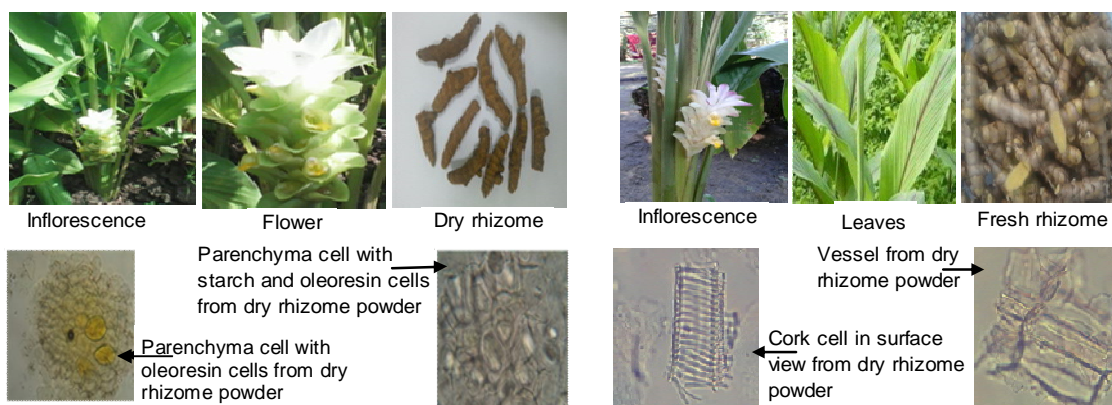 Inflorescence
Flower
Dry rhizome
Inflorescence
Leaves
Fresh rhizome
Parenchyma cell with
starch and oleoresin cells
from dry rhizome powder
Parenchyma cell with
oleoresin cells from dry
rhizome powder
Vessel from dry
rhizome powder
Cork cell in surface
view from dry rhizome
powder